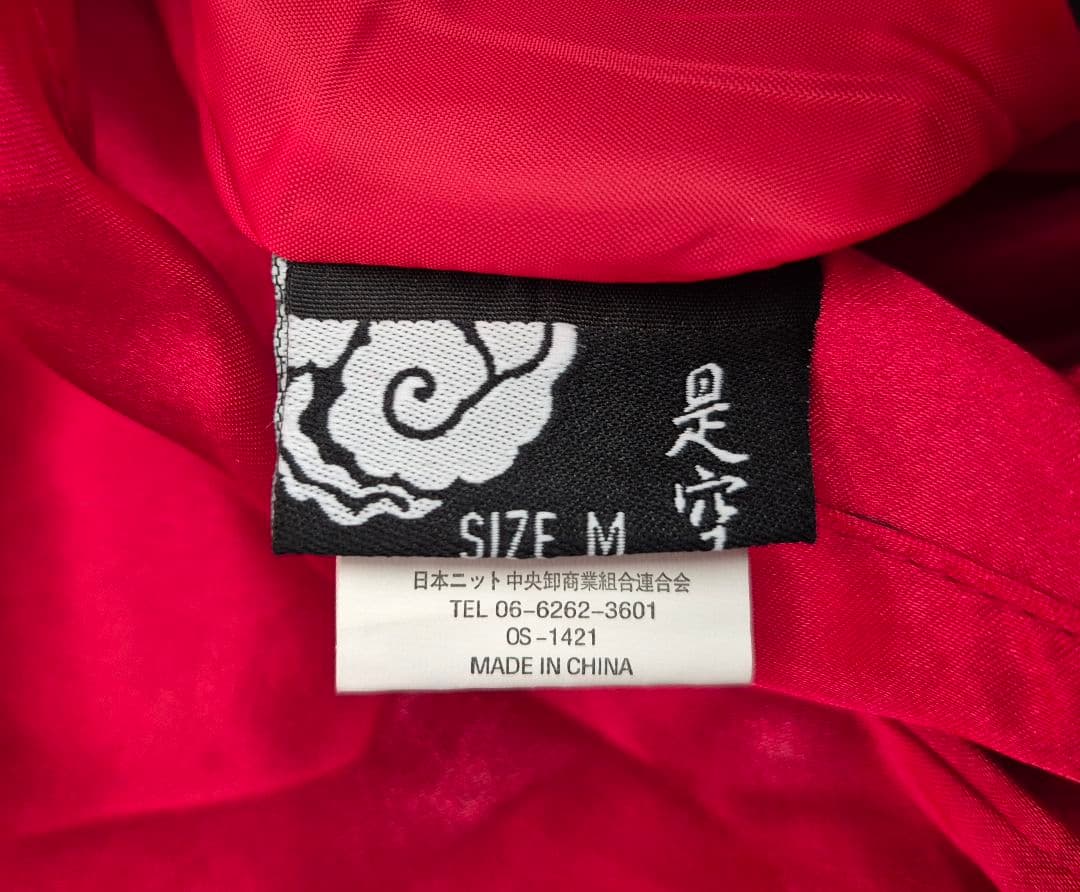 是空
SIZE M
日本ニット中央卸商業組合連合会
TEL 06-6262-3601
OS-1421
MADE IN CHINA